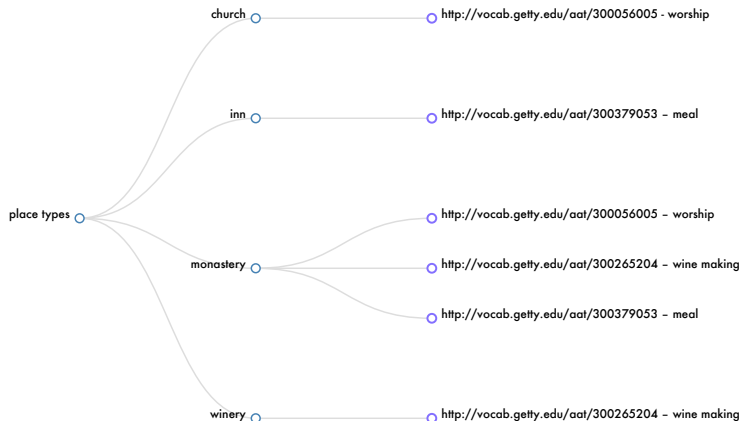 church http://vocab.getty.edu/aat/300056005 - worship
inn http://vocab.getty.edu/aat/300379053 – meal
place types http://vocab.getty.edu/aat/300056005 – worship
monastery http://vocab.getty.edu/aat/300265204 – wine making
http://vocab.getty.edu/aat/300379053 – meal
winery http://vocab.getty.edu/aat/300265204 – wine making